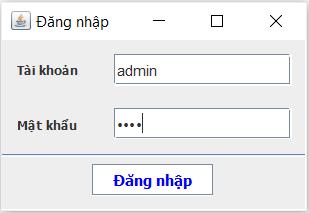 Đăng nhập
Tài khoản admin
Mật khẩu ••••
Đăng nhập